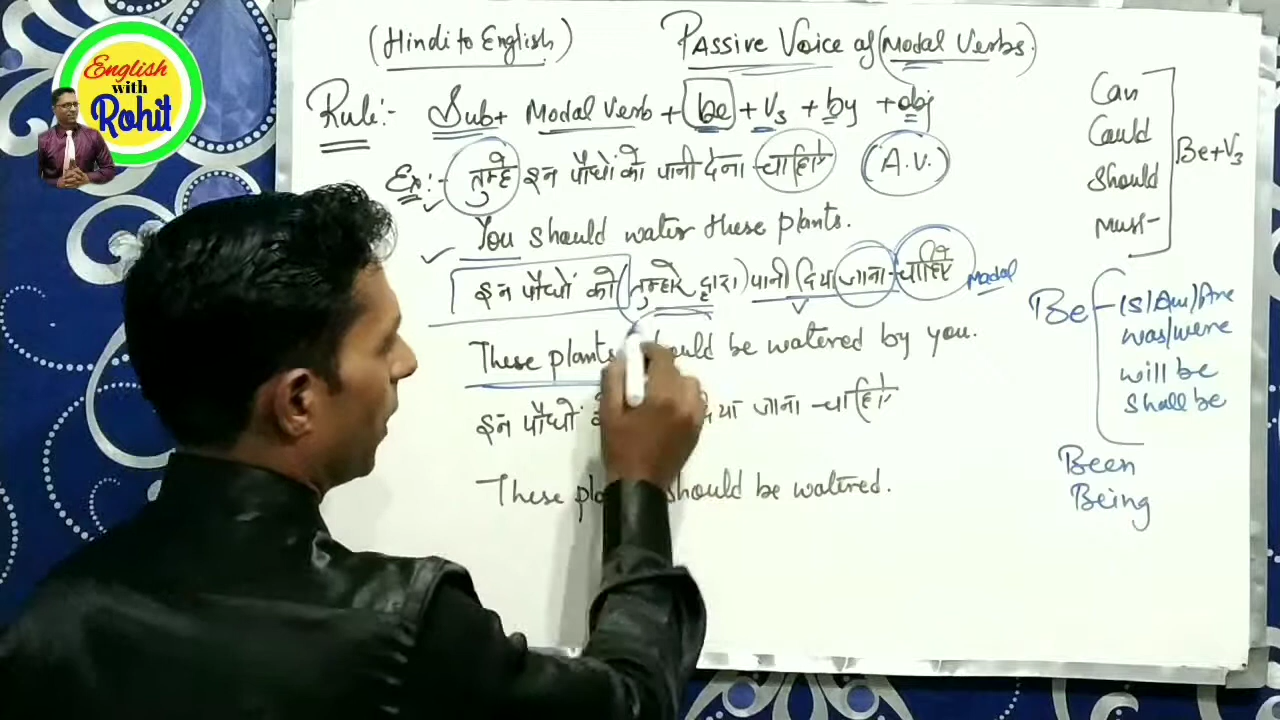 English
with
Rohit
(Hindi to English)
Passive Voice of (Modal Verbs.)
Rule:- Sub+ Modal Verb + be + V3 + by + obj
Ex:- तुम्हे इन पौधों को पानी देना चाहिए (A.V.)
You should water these plants.
इन पौधों को (तुम्हारे द्वारा) पानी (दिया जाना चाहिए Modal
These plants should be watered by you.
इन पौधों दिया जाना चाहिए
These should be watered.
Can
Could
should
must
Be+V3
Be - (s/Am/Are
was/were
will be
shall be
Been
Being